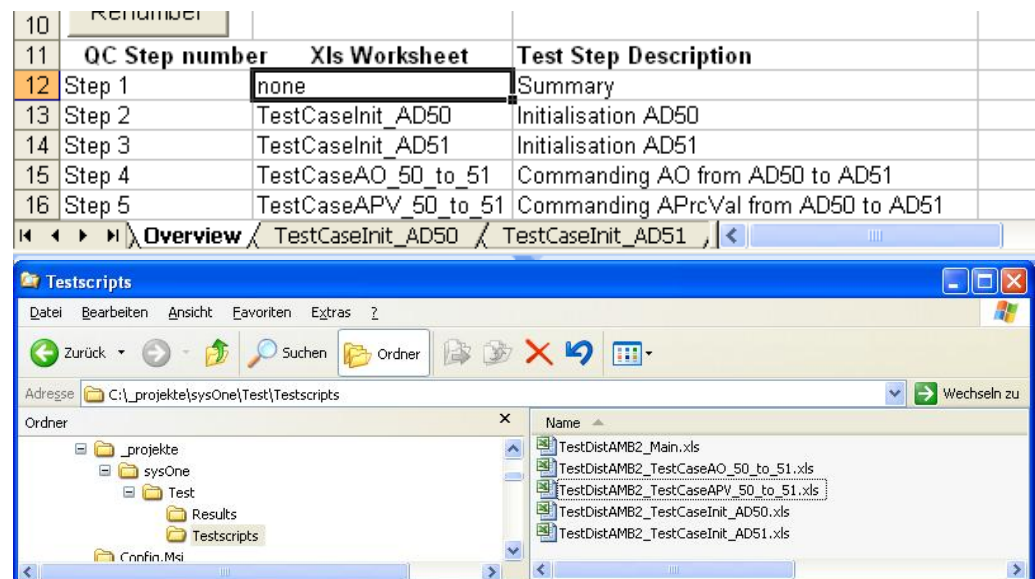 10 Renumber
11 QC Step number Xls Worksheet Test Step Description
12 Step 1 none Summary
13 Step 2 TestCaseInit_AD50 Initialisation AD50
14 Step 3 TestCaseInit_AD51 Initialisation AD51
15 Step 4 TestCaseAO_50_to_51 Commanding AO from AD50 to AD51
16 Step 5 TestCaseAPV_50_to_51 Commanding APrcVal from AD50 to AD51
Overview TestCaseInit_AD50 TestCaseInit_AD51
Testscripts
Datei Bearbeiten Ansicht Favoriten Extras ?
Zurück Suchen Ordner
Adresse C:\_projekte\sysOne\Test\Testscripts Wechseln zu
Ordner
_projekte
sysOne
Test
Results
Testscripts
Config.Msi
Name
TestDistAMB2_Main.xls
TestDistAMB2_TestCaseAO_50_to_51.xls
TestDistAMB2_TestCaseAPV_50_to_51.xls
TestDistAMB2_TestCaseInit_AD50.xls
TestDistAMB2_TestCaseInit_AD51.xls